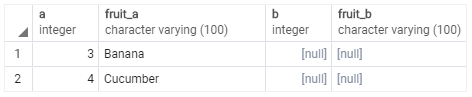 a fruit_a b fruit_b
integer character varying (100) integer character varying (100)
1 3 Banana [null] [null]
2 4 Cucumber [null] [null]